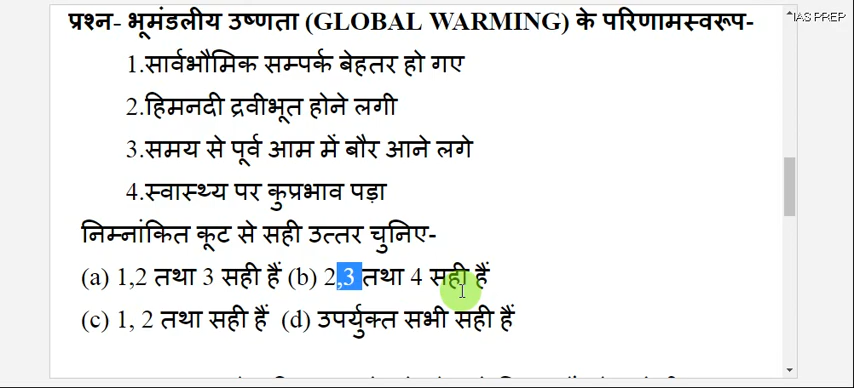 प्रश्न- भूमंडलीय उष्णता (GLOBAL WARMING) के परिणामस्वरूप-
IAS PREP
1.सार्वभौमिक सम्पर्क बेहतर हो गए
2.हिमनदी द्रवीभूत होने लगी
3.समय से पूर्व आम में बौर आने लगे
4.स्वास्थ्य पर कुप्रभाव पड़ा
निम्नांकित कूट से सही उत्तर चुनिए-
(a) 1,2 तथा 3 सही हैं (b) 2,3 तथा 4 सही हैं
(c) 1, 2 तथा सही हैं (d) उपर्युक्त सभी सही हैं